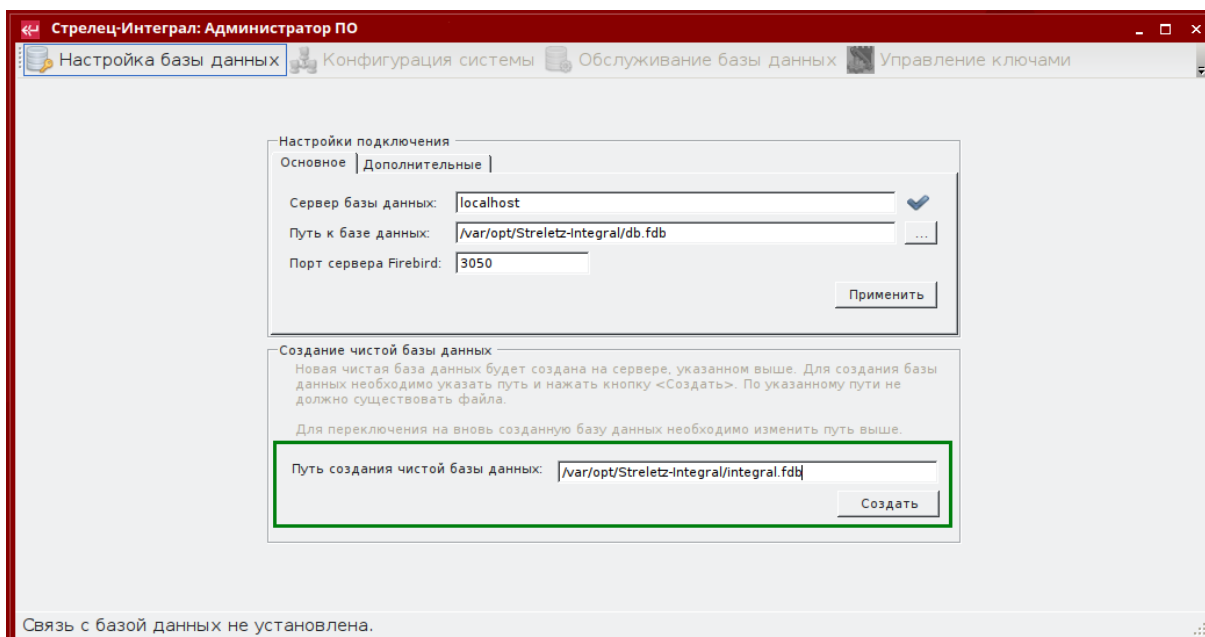 Стрелец-Интеграл: Администратор ПО
Настройка базы данных Конфигурация системы Обслуживание базы данных Управление ключами
Настройки подключения
Основное Дополнительные
Сервер базы данных: localhost
Путь к базе данных: /var/opt/Streletz-Integral/db.fdb ...
Порт сервера Firebird: 3050
Применить
Создание чистой базы данных
Новая чистая база данных будет создана на сервере, указанном выше. Для создания базы
данных необходимо указать путь и нажать кнопку <Создать>. По указанному пути не
должно существовать файла.
Для переключения на вновь созданную базу данных необходимо изменить путь выше.
Путь создания чистой базы данных: /var/opt/Streletz-Integral/integral.fdb
Создать
Связь с базой данных не установлена.